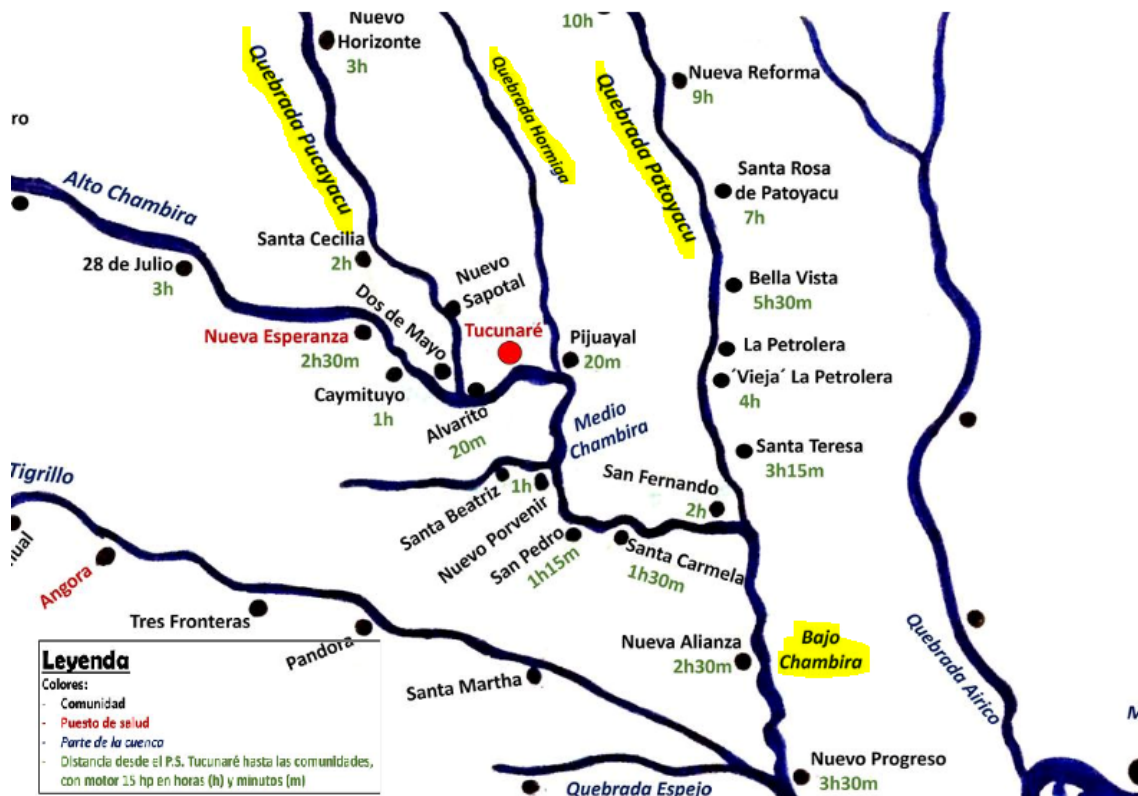 Nuevo
Horizonte
3h
10h
Nueva Reforma
9h
Quebrada Pucayacu
Quebrada Hormiga
Quebrada Patoyacu
ro
Alto Chambira
Santa Rosa
de Patoyacu
7h
Santa Cecilia
2h
28 de Julio
3h
Nuevo
Sapotal
Bella Vista
5h30m
Dos de Mayo
Nueva Esperanza
2h30m
Tucunaré
Pijuayal
20m
La Petrolera
´Vieja´ La Petrolera
4h
Caymituyo
1h
Alvarito
20m
Medio
Chambira
Santa Teresa
3h15m
Tigrillo
San Fernando
2h
Santa Beatriz
1h
Nuevo Porvenir
San Pedro
1h15m
Santa Carmela
1h30m
nual
Angora
Tres Fronteras
Pandora
Santa Martha
Nueva Alianza
2h30m
Bajo
Chambira
Quebrada Airico
M
Nuevo Progreso
3h30m
Quebrada Espejo
Leyenda
Colores:
- Comunidad
- Puesto de salud
- Parte de la cuenca
- Distancia desde el P.S. Tucunaré hasta las comunidades,
con motor 15 hp en horas (h) y minutos (m)